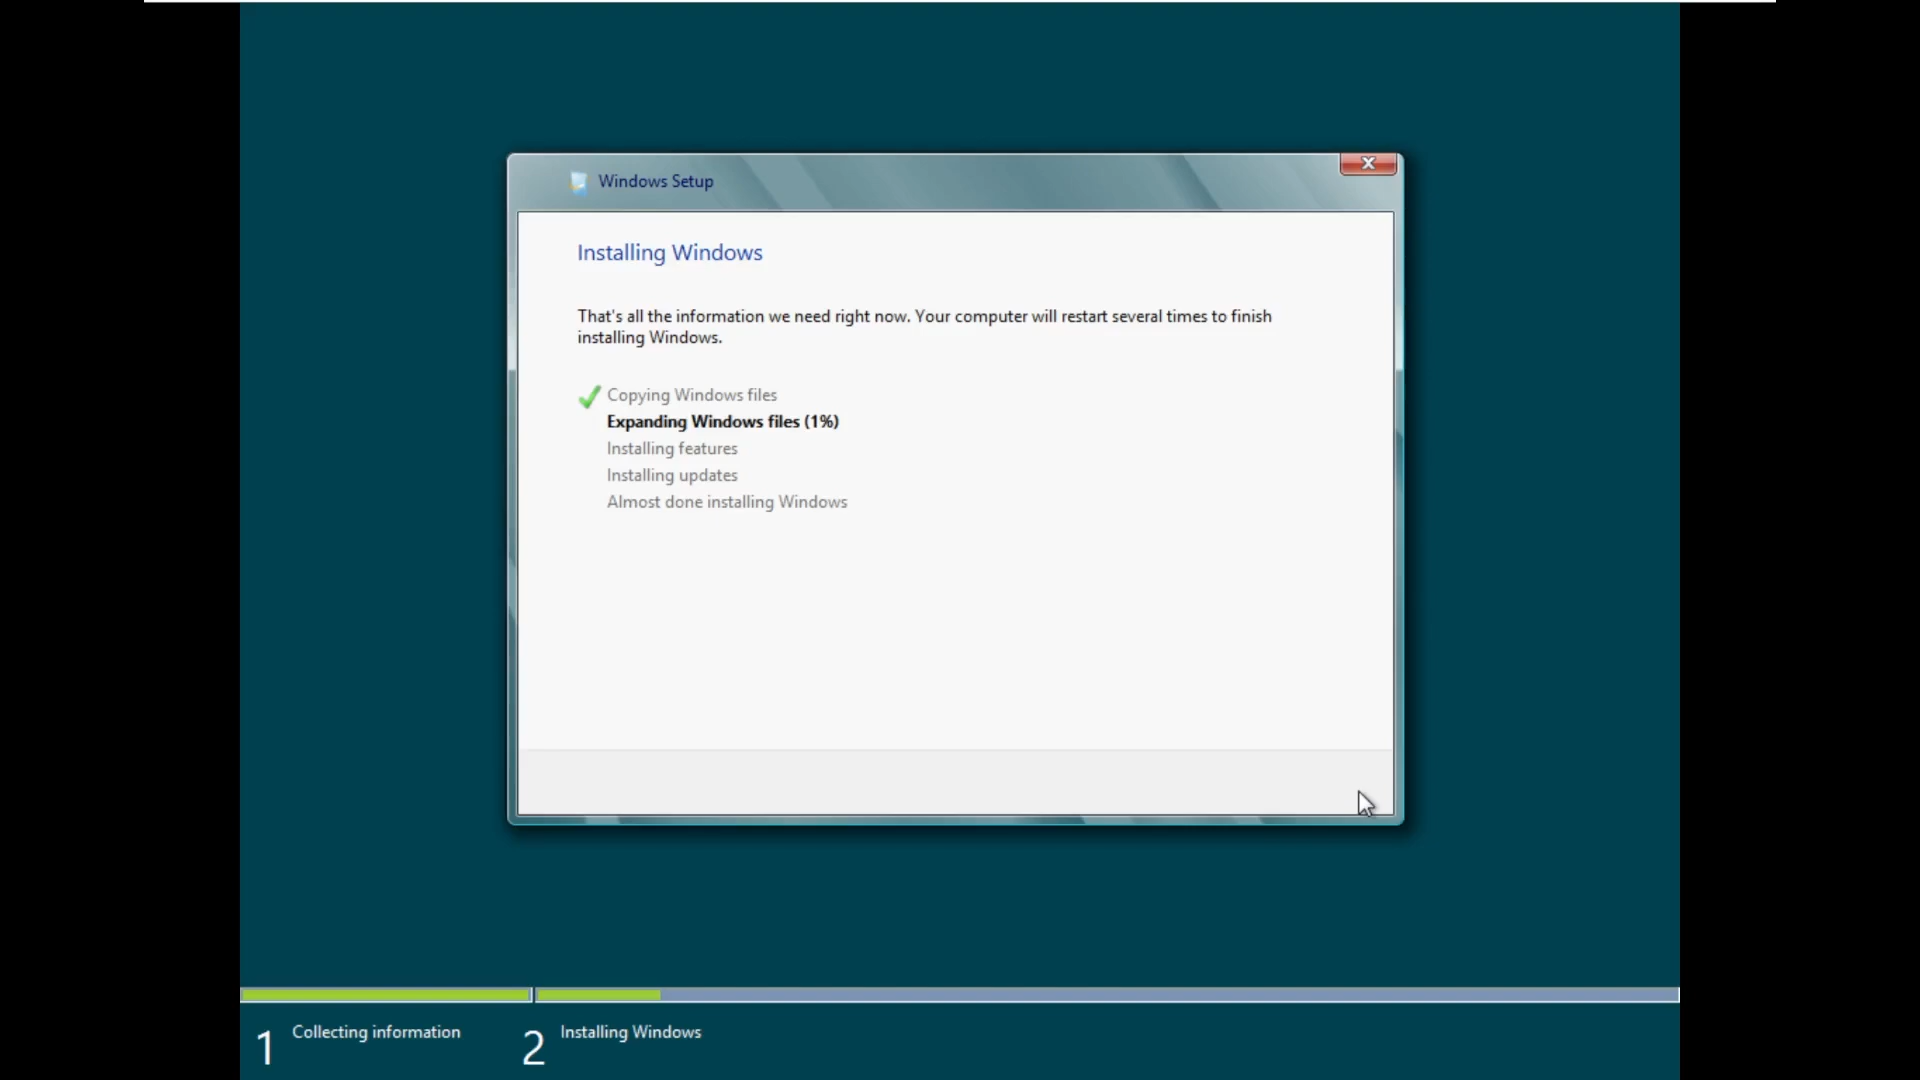 Windows Setup
Installing Windows
That's all the information we need right now. Your computer will restart several times to finish
installing Windows.
Copying Windows files
Expanding Windows files (1%)
Installing features
Installing updates
Almost done installing Windows
1 Collecting information
2 Installing Windows